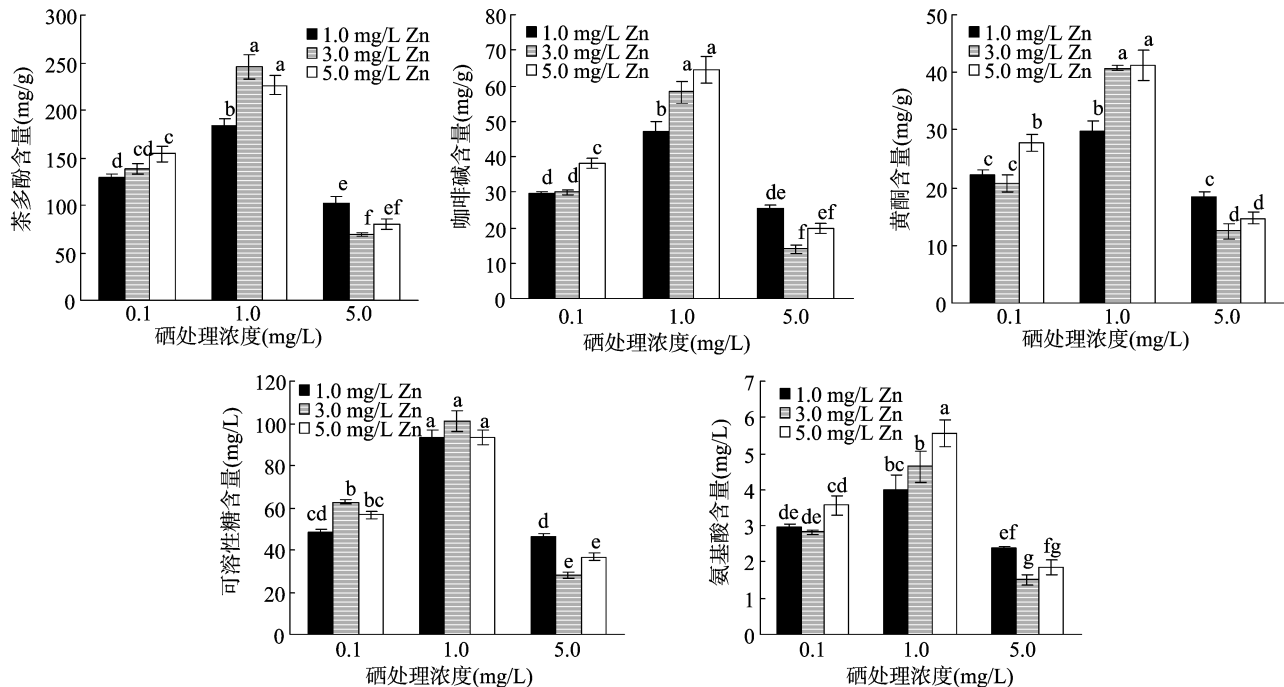 茶多酚含量(mg/g)
300
250
200
150
100
50
0
1.0 mg/L Zn
3.0 mg/L Zn
5.0 mg/L Zn
d cd c
b a a
e f ef
0.1 1.0 5.0
硒处理浓度(mg/L)
咖啡碱含量(mg/g)
80
70
60
50
40
30
20
10
0
1.0 mg/L Zn
3.0 mg/L Zn
5.0 mg/L Zn
d d c
b a a
de f ef
0.1 1.0 5.0
硒处理浓度(mg/L)
黄酮含量(mg/g)
50
40
30
20
10
0
1.0 mg/L Zn
3.0 mg/L Zn
5.0 mg/L Zn
c c b
b a a
c d d
0.1 1.0 5.0
硒处理浓度(mg/L)
可溶性糖含量(mg/L)
120
100
80
60
40
20
0
1.0 mg/L Zn
3.0 mg/L Zn
5.0 mg/L Zn
cd b bc
a a a
d e e
0.1 1.0 5.0
硒处理浓度(mg/L)
氨基酸含量(mg/L)
7
6
5
4
3
2
1
0
1.0 mg/L Zn
3.0 mg/L Zn
5.0 mg/L Zn
de de cd
bc b a
ef g fg
0.1 1.0 5.0
硒处理浓度(mg/L)